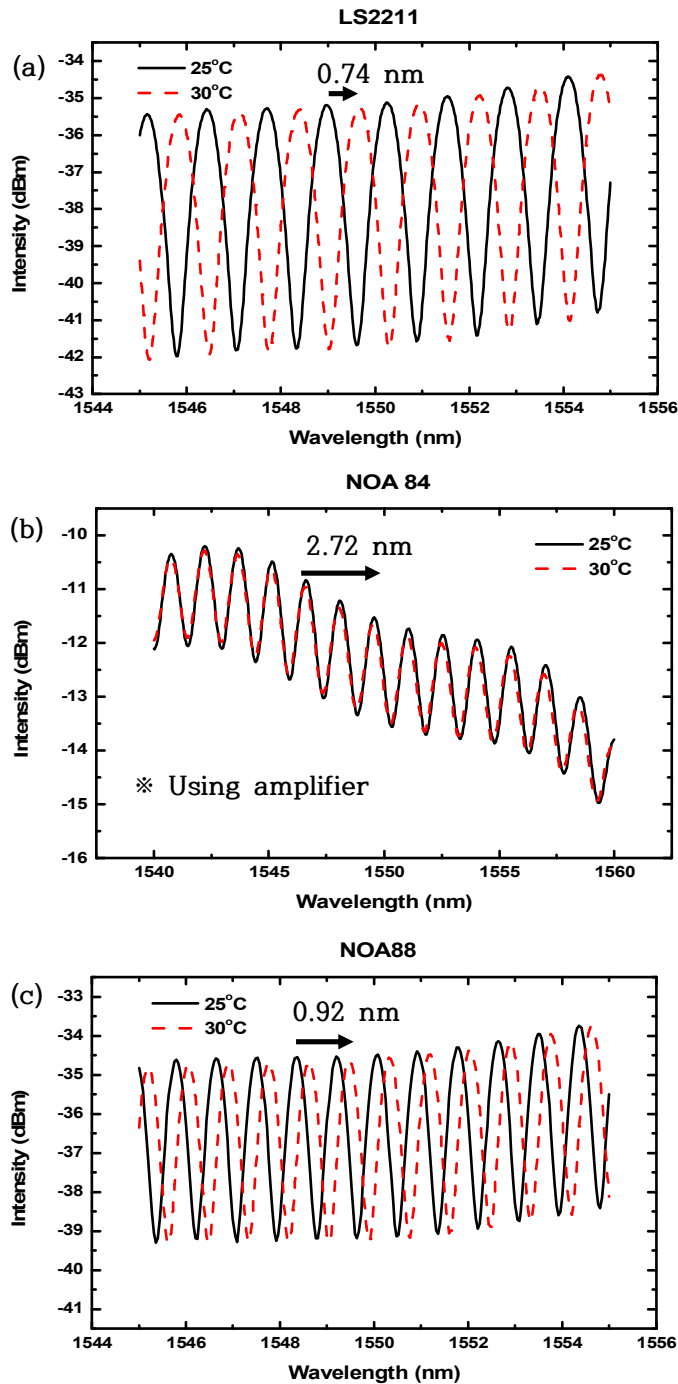 LS2211
(a)
25°C
30°C
0.74 nm
-34
-35
-36
-37
-38
-39
-40
-41
-42
-43
Intensity (dBm)
1544 1546 1548 1550 1552 1554 1556
Wavelength (nm)
NOA 84
(b)
2.72 nm
25°C
30°C
-10
-11
-12
-13
-14
-15
-16
Intensity (dBm)
※ Using amplifier
1540 1545 1550 1555 1560
Wavelength (nm)
NOA88
(c)
25°C
30°C
0.92 nm
-33
-34
-35
-36
-37
-38
-39
-40
-41
Intensity (dBm)
1544 1546 1548 1550 1552 1554 1556
Wavelength (nm)